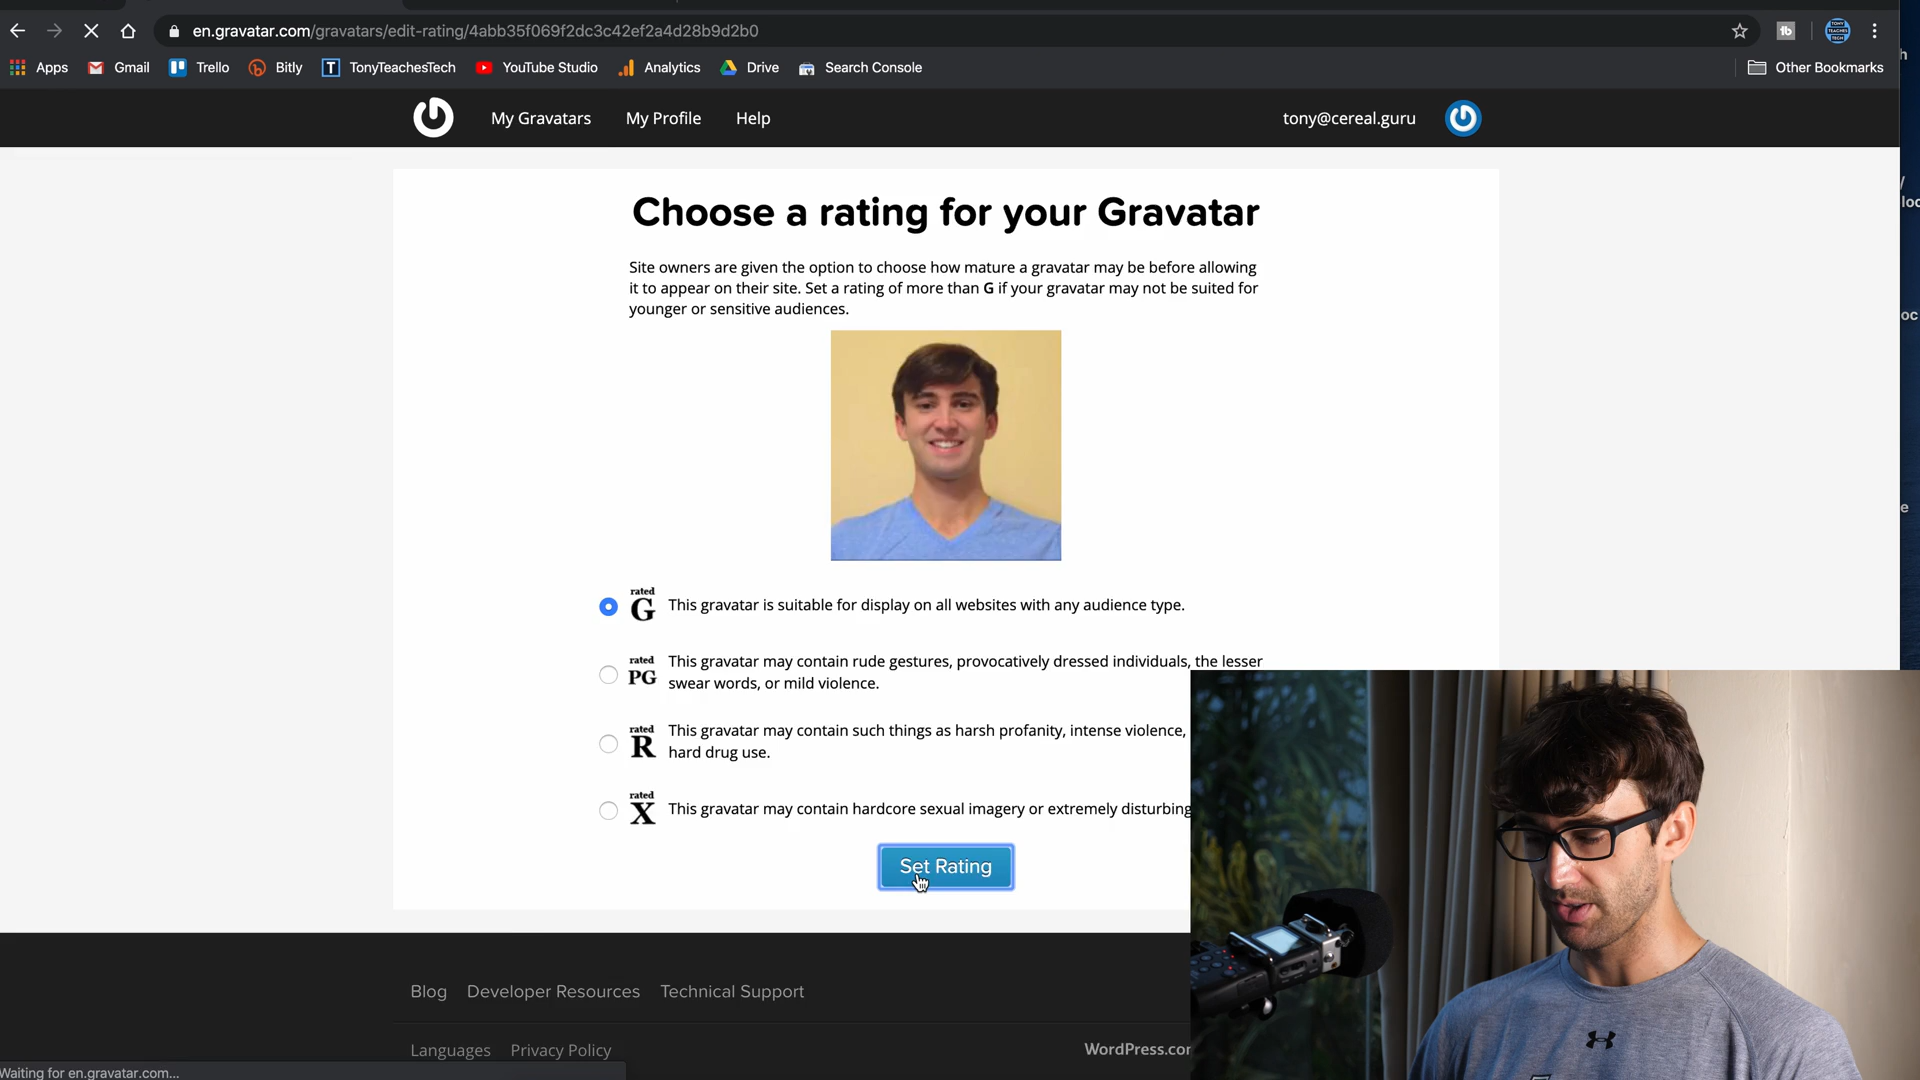 en.gravatar.com/gravatars/edit-rating/4abb35f069f2dc3c42ef2a4d28b9d2b0
Apps Gmail Trello Bitly T TonyTeachesTech YouTube Studio Analytics Drive Search Console Other Bookmarks
My Gravatars My Profile Help tony@cereal.guru
Choose a rating for your Gravatar
Site owners are given the option to choose how mature a gravatar may be before allowing
it to appear on their site. Set a rating of more than G if your gravatar may not be suited for
younger or sensitive audiences.
rated G This gravatar is suitable for display on all websites with any audience type.
rated PG This gravatar may contain rude gestures, provocatively dressed individuals, the lesser
swear words, or mild violence.
rated R This gravatar may contain such things as harsh profanity, intense violence,
hard drug use.
rated X This gravatar may contain hardcore sexual imagery or extremely disturbing
Set Rating
Blog Developer Resources Technical Support
Languages Privacy Policy WordPress.co
Waiting for en.gravatar.com...